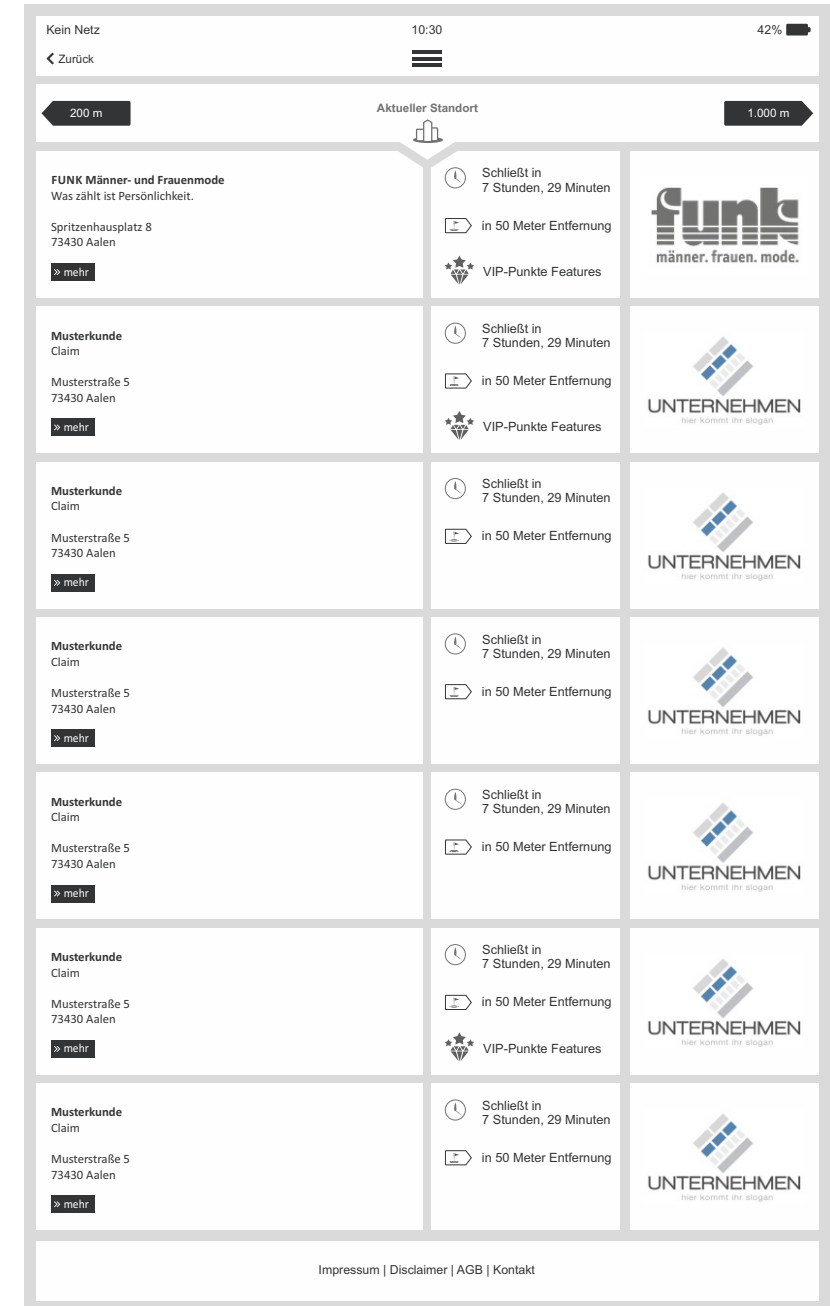 Kein Netz
10:30
42%
Zurück
200 m
Aktueller Standort
1.000 m
FUNK Männer- und Frauenmode
Was zählt ist Persönlichkeit.
Spritzenhausplatz 8
73430 Aalen
» mehr
Schließt in
7 Stunden, 29 Minuten
in 50 Meter Entfernung
VIP-Punkte Features
funk
männer. frauen. mode.
Musterkunde
Claim
Musterstraße 5
73430 Aalen
» mehr
Schließt in
7 Stunden, 29 Minuten
in 50 Meter Entfernung
VIP-Punkte Features
UNTERNEHMEN
hier kommt ihr slogan
Musterkunde
Claim
Musterstraße 5
73430 Aalen
» mehr
Schließt in
7 Stunden, 29 Minuten
in 50 Meter Entfernung
UNTERNEHMEN
hier kommt ihr slogan
Musterkunde
Claim
Musterstraße 5
73430 Aalen
» mehr
Schließt in
7 Stunden, 29 Minuten
in 50 Meter Entfernung
UNTERNEHMEN
hier kommt ihr slogan
Musterkunde
Claim
Musterstraße 5
73430 Aalen
» mehr
Schließt in
7 Stunden, 29 Minuten
in 50 Meter Entfernung
UNTERNEHMEN
hier kommt ihr slogan
Musterkunde
Claim
Musterstraße 5
73430 Aalen
» mehr
Schließt in
7 Stunden, 29 Minuten
in 50 Meter Entfernung
VIP-Punkte Features
UNTERNEHMEN
hier kommt ihr slogan
Musterkunde
Claim
Musterstraße 5
73430 Aalen
» mehr
Schließt in
7 Stunden, 29 Minuten
in 50 Meter Entfernung
UNTERNEHMEN
hier kommt ihr slogan
Impressum | Disclaimer | AGB | Kontakt